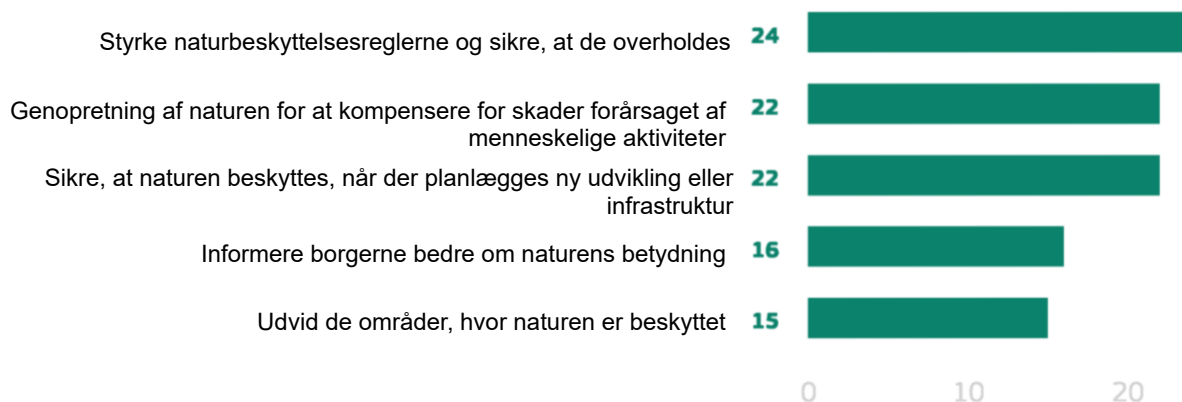 Styrke naturbeskyttelsesreglerne og sikre, at de overholdes 24
Genopretning af naturen for at kompensere for skader forårsaget af 22
menneskelige aktiviteter
Sikre, at naturen beskyttes, når der planlægges ny udvikling eller 22
infrastruktur
Informere borgerne bedre om naturens betydning 16
Udvid de områder, hvor naturen er beskyttet 15
0 10 20